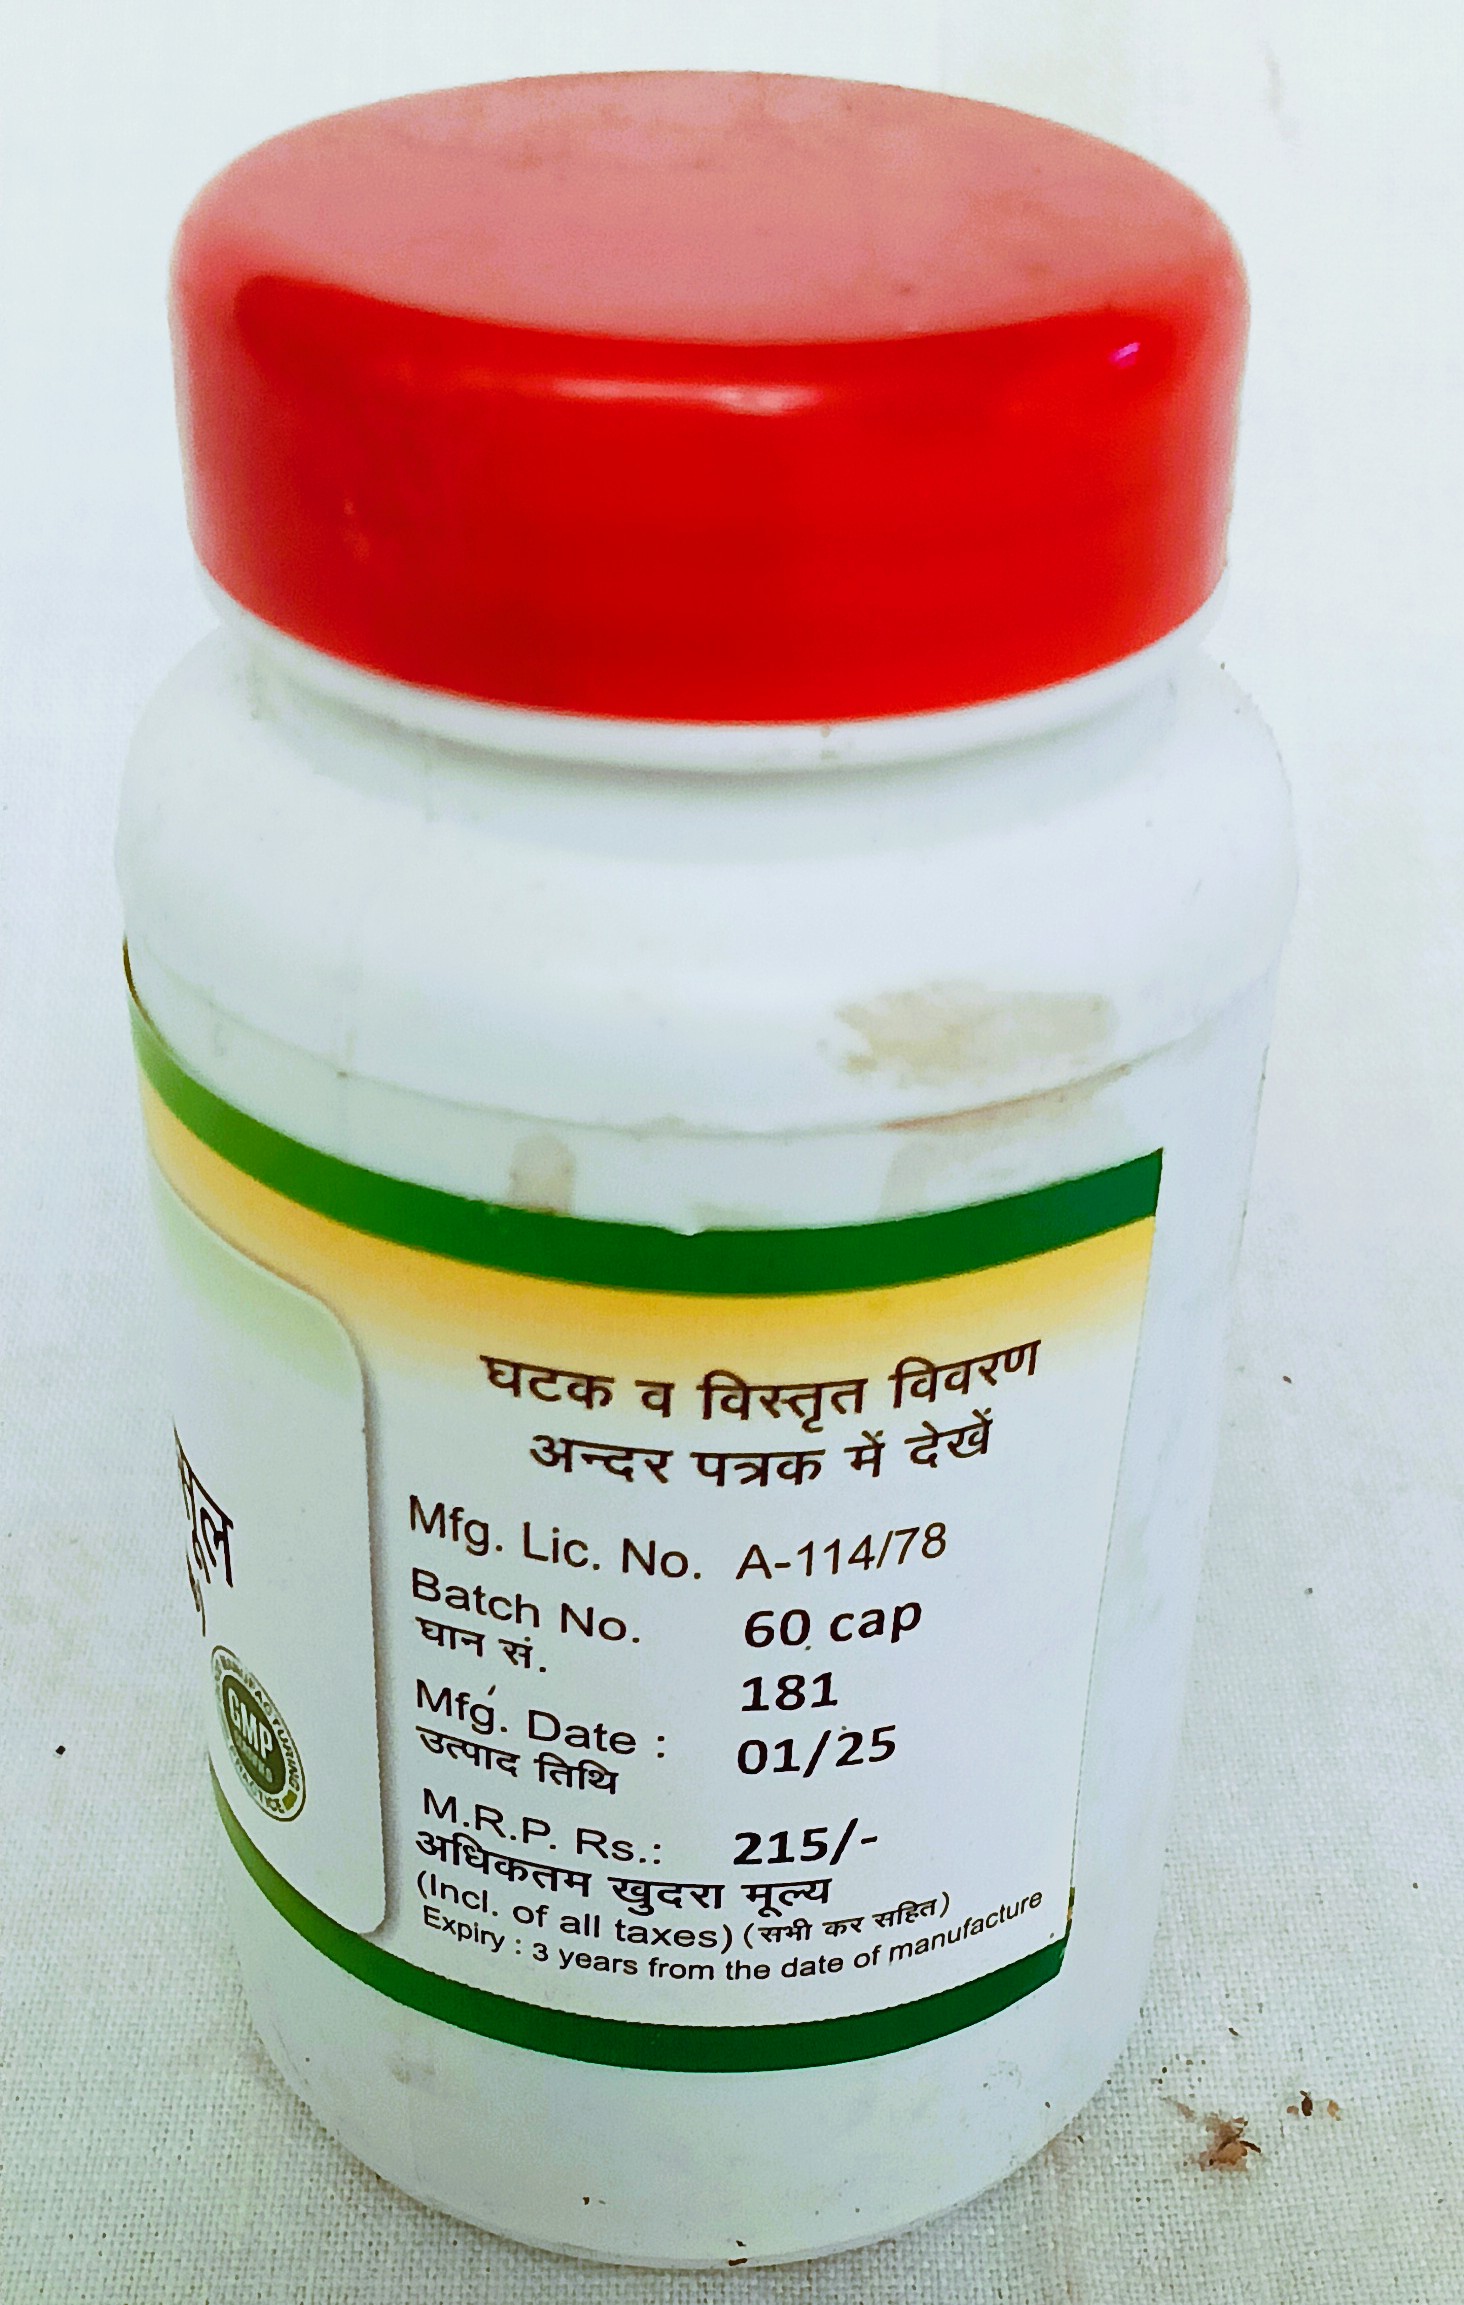 घटक व विस्तृत विवरण
अन्दर पत्रक में देखें
Mfg. Lic. No. A-114/78
Batch No. 60 cap
घान सं.
181
Mfg. Date : 01/25
उत्पाद तिथि
M.R.P. Rs.: 215/-
अधिकतम खुदरा मूल्य
(Incl. of all taxes) (सभी कर सहित)
Expiry : 3 years from the date of manufacture
GMP